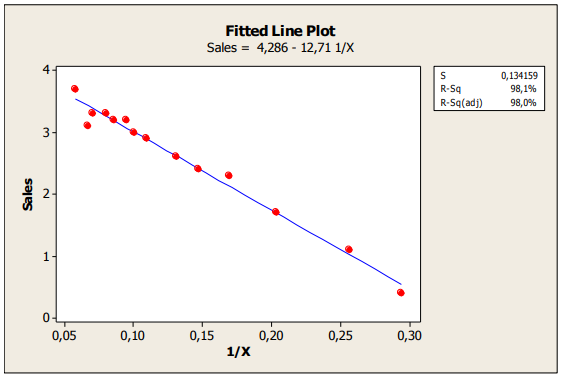 Fitted Line Plot
Sales = 4,286 - 12,71 1/X
S 0,134159
R-Sq 98,1%
R-Sq(adj) 98,0%
4
3
2
1
0
Sales
0,05 0,10 0,15 0,20 0,25 0,30
1/X